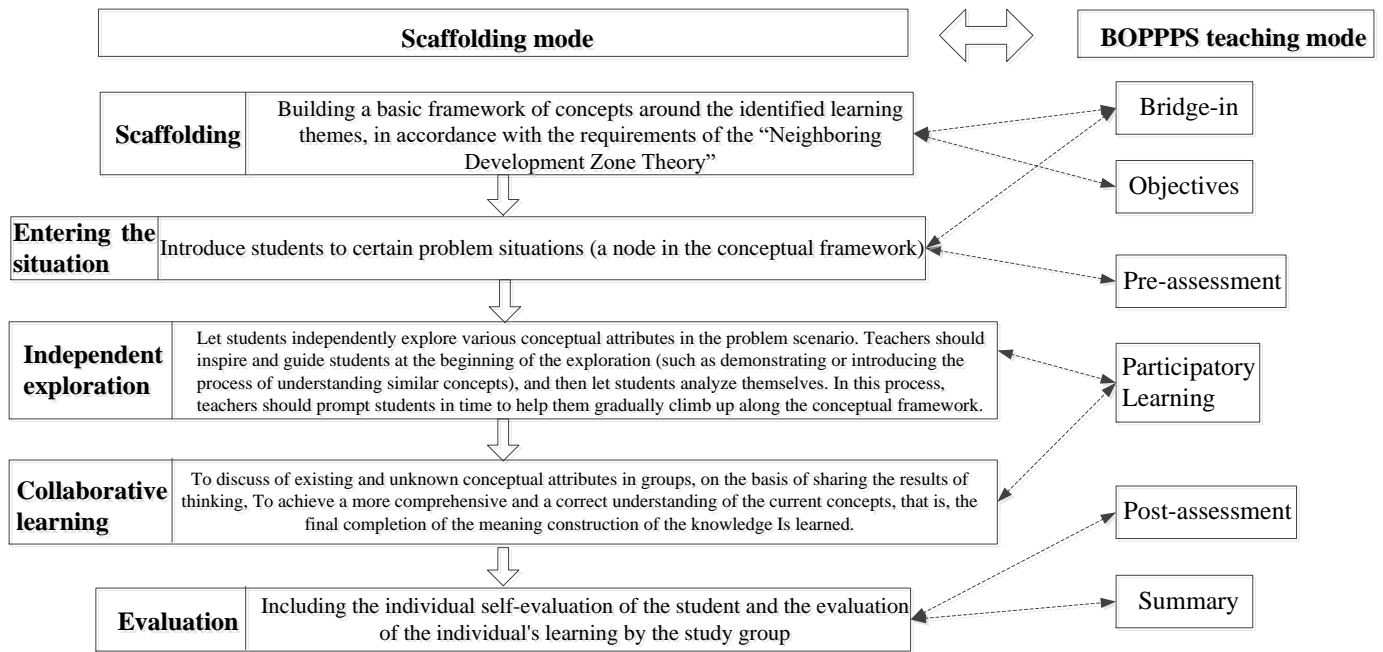 Scaffolding mode
BOPPPS teaching mode
Scaffolding
Building a basic framework of concepts around the identified learning
themes, in accordance with the requirements of the “Neighboring
Development Zone Theory”
Bridge-in
Objectives
Entering the
situation
Introduce students to certain problem situations (a node in the conceptual framework)
Pre-assessment
Independent
exploration
Let students independently explore various conceptual attributes in the problem scenario. Teachers should
inspire and guide students at the beginning of the exploration (such as demonstrating or introducing the
process of understanding similar concepts), and then let students analyze themselves. In this process,
teachers should prompt students in time to help them gradually climb up along the conceptual framework.
Participatory
Learning
Collaborative
learning
To discuss of existing and unknown conceptual attributes in groups, on the basis of sharing the results of
thinking, To achieve a more comprehensive and a correct understanding of the current concepts, that is, the
final completion of the meaning construction of the knowledge Is learned.
Post-assessment
Evaluation
Including the individual self-evaluation of the student and the evaluation
of the individual's learning by the study group
Summary